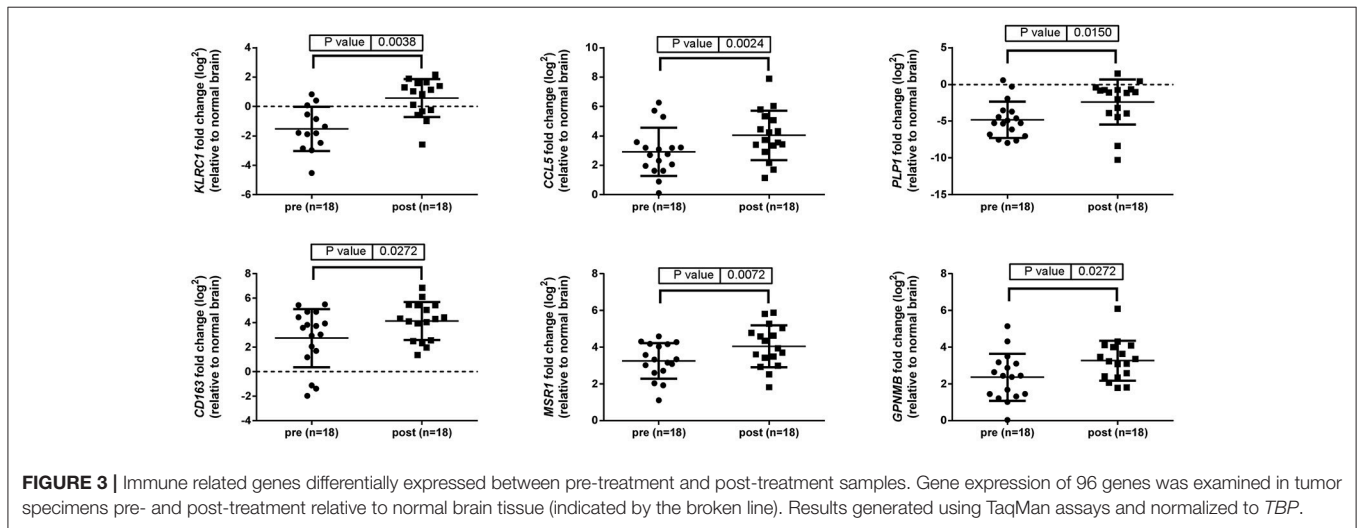 P value 0.0038
KLRC1 fold change (log²)
(relative to normal brain)
4
2
0
-2
-4
-6
pre (n=18) post (n=18)
P value 0.0024
CCL5 fold change (log²)
(relative to normal brain)
10
8
6
4
2
0
pre (n=18) post (n=18)
P value 0.0150
PLP1 fold change (log²)
(relative to normal brain)
5
0
-5
-10
-15
pre (n=18) post (n=18)
P value 0.0272
CD163 fold change (log²)
(relative to normal brain)
8
6
4
2
0
-2
-4
pre (n=18) post (n=18)
P value 0.0072
MSR1 fold change (log²)
(relative to normal brain)
8
6
4
2
0
pre (n=18) post (n=18)
P value 0.0272
GPNMB fold change (log²)
(relative to normal brain)
8
6
4
2
0
pre (n=18) post (n=18)
FIGURE 3 | Immune related genes differentially expressed between pre-treatment and post-treatment samples. Gene expression of 96 genes was examined in tumor
specimens pre- and post-treatment relative to normal brain tissue (indicated by the broken line). Results generated using TaqMan assays and normalized to TBP.